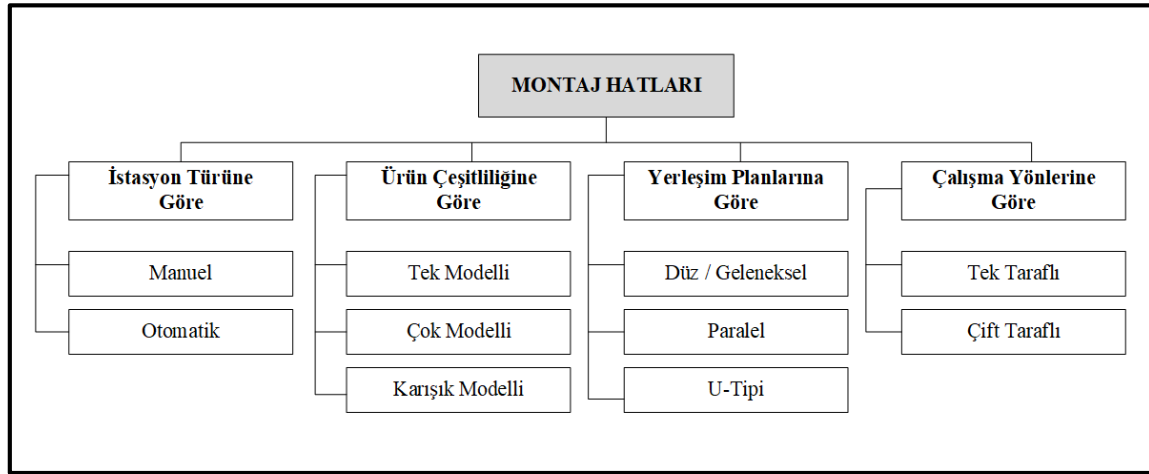 MONTAJ HATLARI
İstasyon Türüne
Göre
Manuel
Otomatik
Ürün Çeşitliliğine
Göre
Tek Modelli
Çok Modelli
Karışık Modelli
Yerleşim Planlarına
Göre
Düz / Geleneksel
Paralel
U-Tipi
Çalışma Yönlerine
Göre
Tek Taraflı
Çift Taraflı